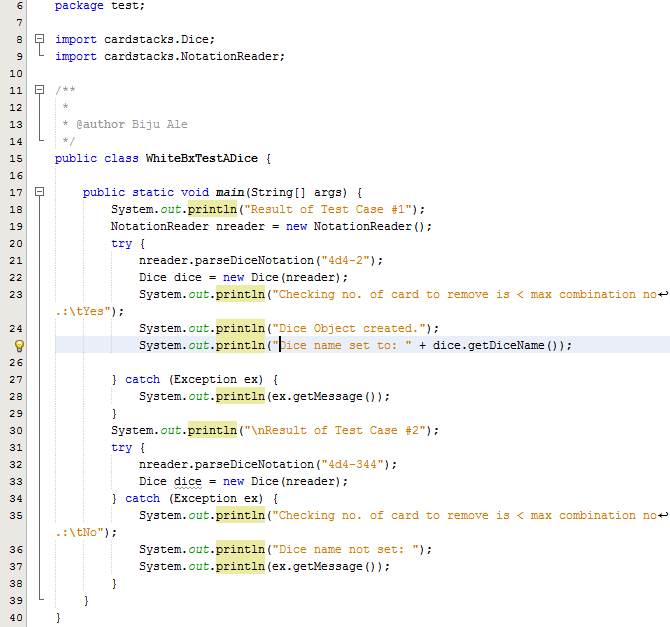 6 package test;
7
8 import cardstacks.Dice;
9 import cardstacks.NotationReader;
10
11 /**
12 *
13 * @author Biju Ale
14 */
15 public class WhiteBxTestADice {
16
17 public static void main(String[] args) {
18 System.out.println("Result of Test Case #1");
19 NotationReader nreader = new NotationReader();
20 try {
21 nreader.parseDiceNotation("4d4-2");
22 Dice dice = new Dice(nreader);
23 System.out.println("Checking no. of card to remove is < max combination no↩
.:\tYes");
24 System.out.println("Dice Object created.");
System.out.println("Dice name set to: " + dice.getDiceName());
26
27 } catch (Exception ex) {
28 System.out.println(ex.getMessage());
29 }
30 System.out.println("\nResult of Test Case #2");
31 try {
32 nreader.parseDiceNotation("4d4-344");
33 Dice dice = new Dice(nreader);
34 } catch (Exception ex) {
35 System.out.println("Checking no. of card to remove is < max combination no↩
.:\tNo");
36 System.out.println("Dice name not set: ");
37 System.out.println(ex.getMessage());
38 }
39 }
40 }